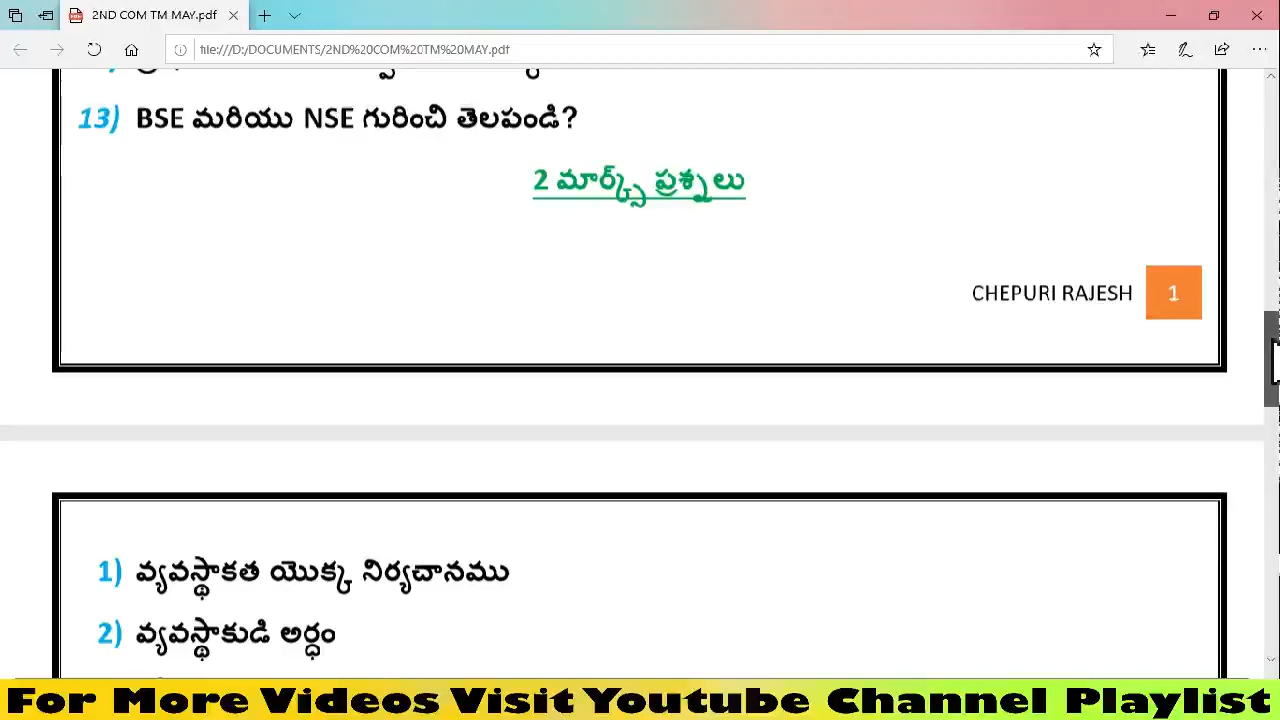 2ND COM TM MAY.pdf
file:///D:/DOCUMENTS/2ND%20COM%20TM%20MAY.pdf
13) BSE మరియు NSE గురించి తెలపండి?
2 మార్క్స్ ప్రశ్నలు
CHEPURI RAJESH 1
1) వ్యవస్థాకత యొక్క నిర్యచానము
2) వ్యవస్థాకుడి అర్థం
For More Videos Visit Youtube Channel Playlist